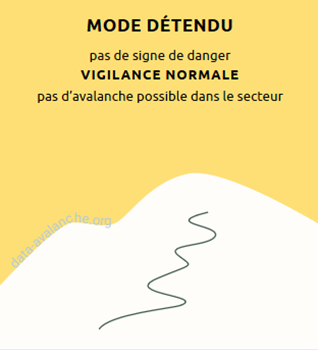 MODE DÉTENDU
pas de signe de danger
VIGILANCE NORMALE
pas d'avalanche possible dans le secteur
data-avalanche.org